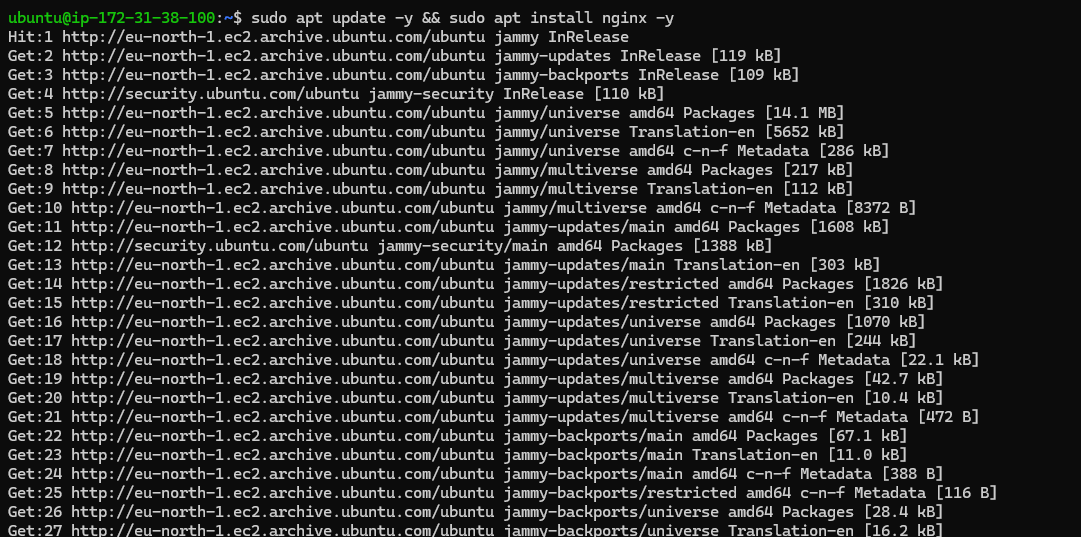 ubuntu@ip-172-31-38-100:~$ sudo apt update -y && sudo apt install nginx -y
Hit:1 http://eu-north-1.ec2.archive.ubuntu.com/ubuntu jammy InRelease
Get:2 http://eu-north-1.ec2.archive.ubuntu.com/ubuntu jammy-updates InRelease [119 kB]
Get:3 http://eu-north-1.ec2.archive.ubuntu.com/ubuntu jammy-backports InRelease [109 kB]
Get:4 http://security.ubuntu.com/ubuntu jammy-security InRelease [110 kB]
Get:5 http://eu-north-1.ec2.archive.ubuntu.com/ubuntu jammy/universe amd64 Packages [14.1 MB]
Get:6 http://eu-north-1.ec2.archive.ubuntu.com/ubuntu jammy/universe Translation-en [5652 kB]
Get:7 http://eu-north-1.ec2.archive.ubuntu.com/ubuntu jammy/universe amd64 c-n-f Metadata [286 kB]
Get:8 http://eu-north-1.ec2.archive.ubuntu.com/ubuntu jammy/multiverse amd64 Packages [217 kB]
Get:9 http://eu-north-1.ec2.archive.ubuntu.com/ubuntu jammy/multiverse Translation-en [112 kB]
Get:10 http://eu-north-1.ec2.archive.ubuntu.com/ubuntu jammy/multiverse amd64 c-n-f Metadata [8372 B]
Get:11 http://eu-north-1.ec2.archive.ubuntu.com/ubuntu jammy-updates/main amd64 Packages [1608 kB]
Get:12 http://security.ubuntu.com/ubuntu jammy-security/main amd64 Packages [1388 kB]
Get:13 http://eu-north-1.ec2.archive.ubuntu.com/ubuntu jammy-updates/main Translation-en [303 kB]
Get:14 http://eu-north-1.ec2.archive.ubuntu.com/ubuntu jammy-updates/restricted amd64 Packages [1826 kB]
Get:15 http://eu-north-1.ec2.archive.ubuntu.com/ubuntu jammy-updates/restricted Translation-en [310 kB]
Get:16 http://eu-north-1.ec2.archive.ubuntu.com/ubuntu jammy-updates/universe amd64 Packages [1070 kB]
Get:17 http://eu-north-1.ec2.archive.ubuntu.com/ubuntu jammy-updates/universe Translation-en [244 kB]
Get:18 http://eu-north-1.ec2.archive.ubuntu.com/ubuntu jammy-updates/universe amd64 c-n-f Metadata [22.1 kB]
Get:19 http://eu-north-1.ec2.archive.ubuntu.com/ubuntu jammy-updates/multiverse amd64 Packages [42.7 kB]
Get:20 http://eu-north-1.ec2.archive.ubuntu.com/ubuntu jammy-updates/multiverse Translation-en [10.4 kB]
Get:21 http://eu-north-1.ec2.archive.ubuntu.com/ubuntu jammy-updates/multiverse amd64 c-n-f Metadata [472 B]
Get:22 http://eu-north-1.ec2.archive.ubuntu.com/ubuntu jammy-backports/main amd64 Packages [67.1 kB]
Get:23 http://eu-north-1.ec2.archive.ubuntu.com/ubuntu jammy-backports/main Translation-en [11.0 kB]
Get:24 http://eu-north-1.ec2.archive.ubuntu.com/ubuntu jammy-backports/main amd64 c-n-f Metadata [388 B]
Get:25 http://eu-north-1.ec2.archive.ubuntu.com/ubuntu jammy-backports/restricted amd64 c-n-f Metadata [116 B]
Get:26 http://eu-north-1.ec2.archive.ubuntu.com/ubuntu jammy-backports/universe amd64 Packages [28.4 kB]
Get:27 http://eu-north-1.ec2.archive.ubuntu.com/ubuntu jammy-backports/universe Translation-en [16.2 kB]